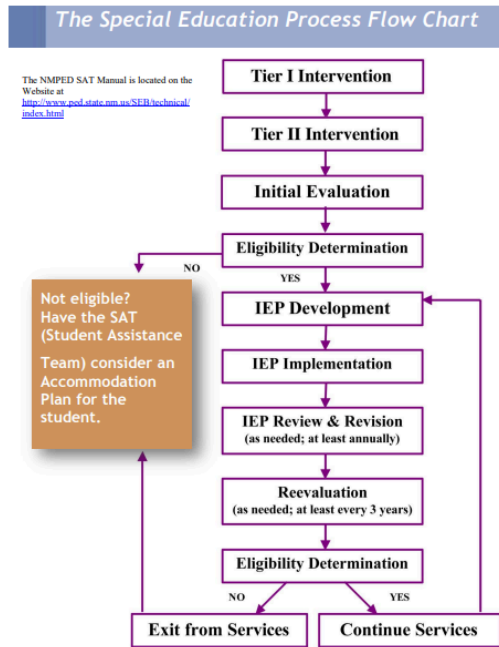 The Special Education Process Flow Chart
The NMPED SAT Manual is located on the
Website at
http://www.ped.state.nm.us/SEB/technical/
index.html
Tier I Intervention
Tier II Intervention
Initial Evaluation
Eligibility Determination
NO
YES
Not eligible?
Have the SAT
(Student Assistance
Team) consider an
Accommodation
Plan for the
student.
IEP Development
IEP Implementation
IEP Review & Revision
(as needed; at least annually)
Reevaluation
(as needed; at least every 3 years)
Eligibility Determination
NO
YES
Exit from Services
Continue Services